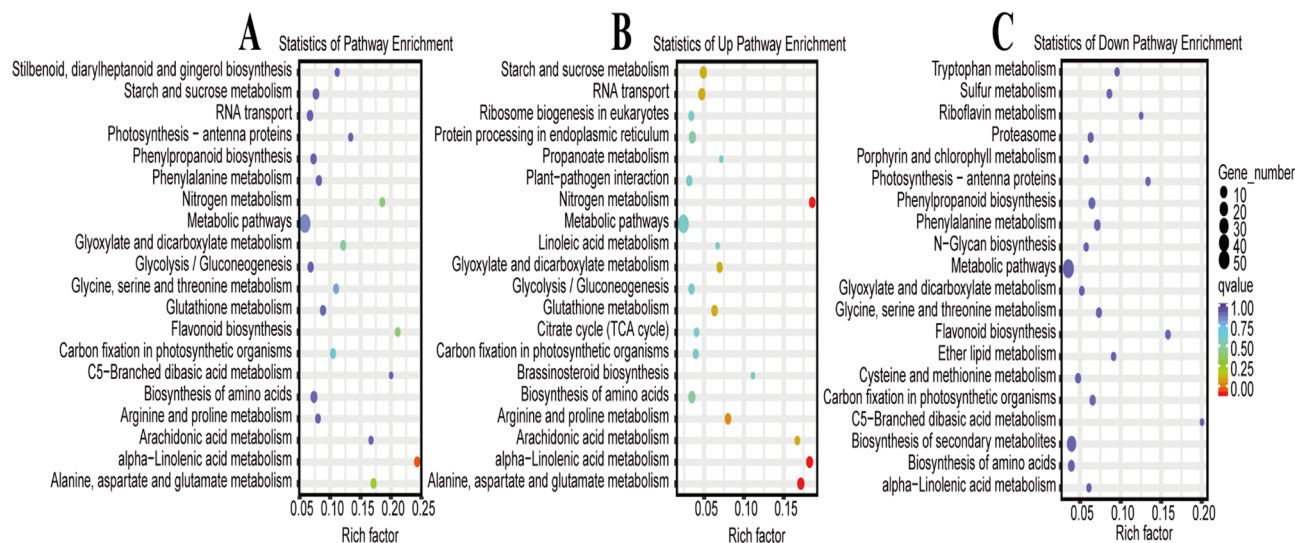 A
Statistics of Pathway Enrichment
Stilbenoid, diarylheptanoid and gingerol biosynthesis
Starch and sucrose metabolism
RNA transport
Photosynthesis − antenna proteins
Phenylpropanoid biosynthesis
Phenylalanine metabolism
Nitrogen metabolism
Metabolic pathways
Glyoxylate and dicarboxylate metabolism
Glycolysis / Gluconeogenesis
Glycine, serine and threonine metabolism
Glutathione metabolism
Flavonoid biosynthesis
Carbon fixation in photosynthetic organisms
C5-Branched dibasic acid metabolism
Biosynthesis of amino acids
Arginine and proline metabolism
Arachidonic acid metabolism
alpha-Linolenic acid metabolism
Alanine, aspartate and glutamate metabolism
0.05 0.10 0.15 0.20 0.25
Rich factor
B
Statistics of Up Pathway Enrichment
Starch and sucrose metabolism
RNA transport
Ribosome biogenesis in eukaryotes
Protein processing in endoplasmic reticulum
Propanoate metabolism
Plant-pathogen interaction
Nitrogen metabolism
Metabolic pathways
Linoleic acid metabolism
Glyoxylate and dicarboxylate metabolism
Glycolysis / Gluconeogenesis
Glutathione metabolism
Citrate cycle (TCA cycle)
Carbon fixation in photosynthetic organisms
Brassinosteroid biosynthesis
Biosynthesis of amino acids
Arginine and proline metabolism
Arachidonic acid metabolism
alpha-Linolenic acid metabolism
Alanine, aspartate and glutamate metabolism
0.05 0.10 0.15
Rich factor
C
Statistics of Down Pathway Enrichment
Tryptophan metabolism
Sulfur metabolism
Riboflavin metabolism
Proteasome
Porphyrin and chlorophyll metabolism
Photosynthesis − antenna proteins
Phenylpropanoid biosynthesis
Phenylalanine metabolism
N-Glycan biosynthesis
Metabolic pathways
Glyoxylate and dicarboxylate metabolism
Glycine, serine and threonine metabolism
Flavonoid biosynthesis
Ether lipid metabolism
Cysteine and methionine metabolism
Carbon fixation in photosynthetic organisms
C5-Branched dibasic acid metabolism
Biosynthesis of secondary metabolites
Biosynthesis of amino acids
alpha-Linolenic acid metabolism
0.05 0.10 0.15 0.20
Rich factor
Gene_number
10
20
30
40
50
qvalue
1.00
0.75
0.50
0.25
0.00